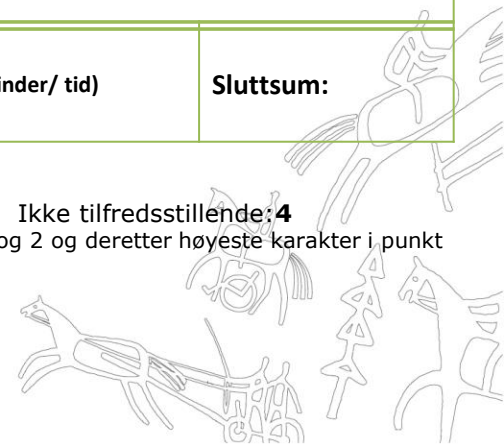 inder/ tid) Sluttsum:
Ikke tilfredsstillende:4
og 2 og deretter høyeste karakter i punkt